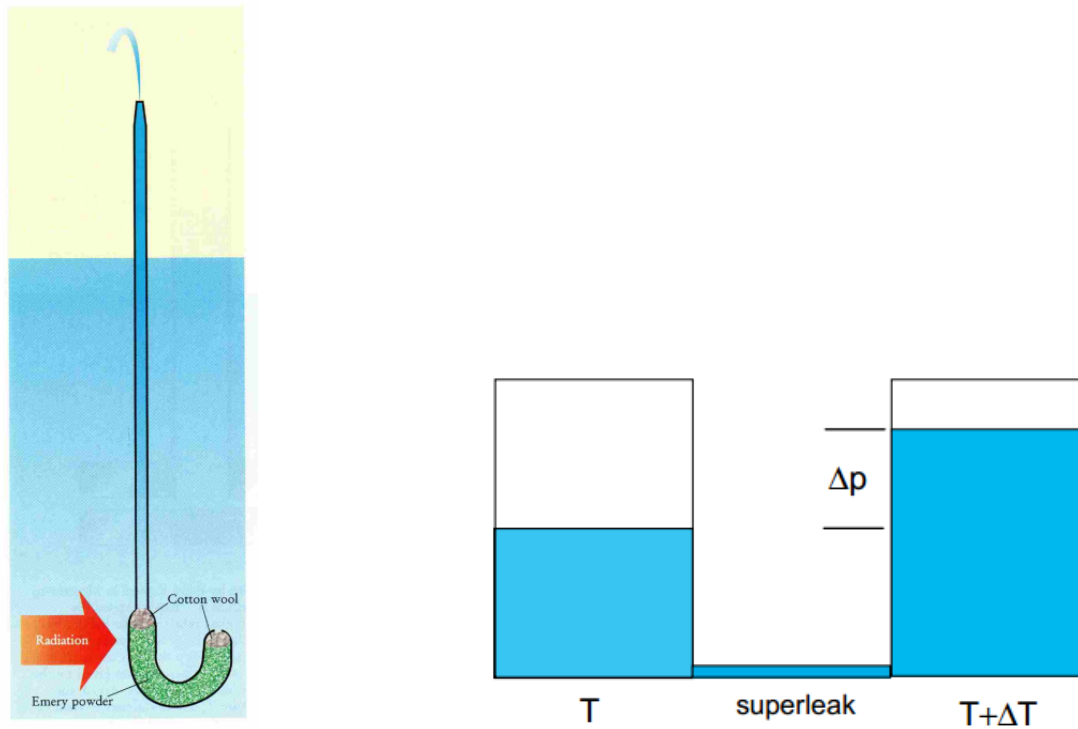 Cotton wool
Radiation
Emery powder
Δp
T
superleak
T+ΔT